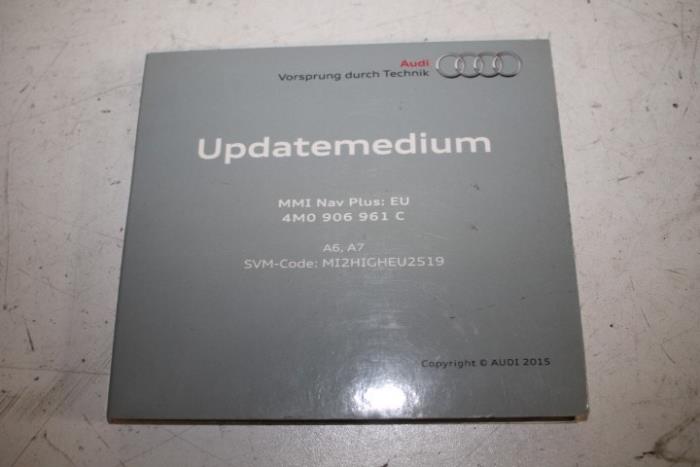 Audi
Vorsprung durch Technik
Updatemedium
MMI Nav Plus: EU
4M0 906 961 C
A6, A7
SVM-Code: MI2HIGHEU2519
Copyright © AUDI 2015